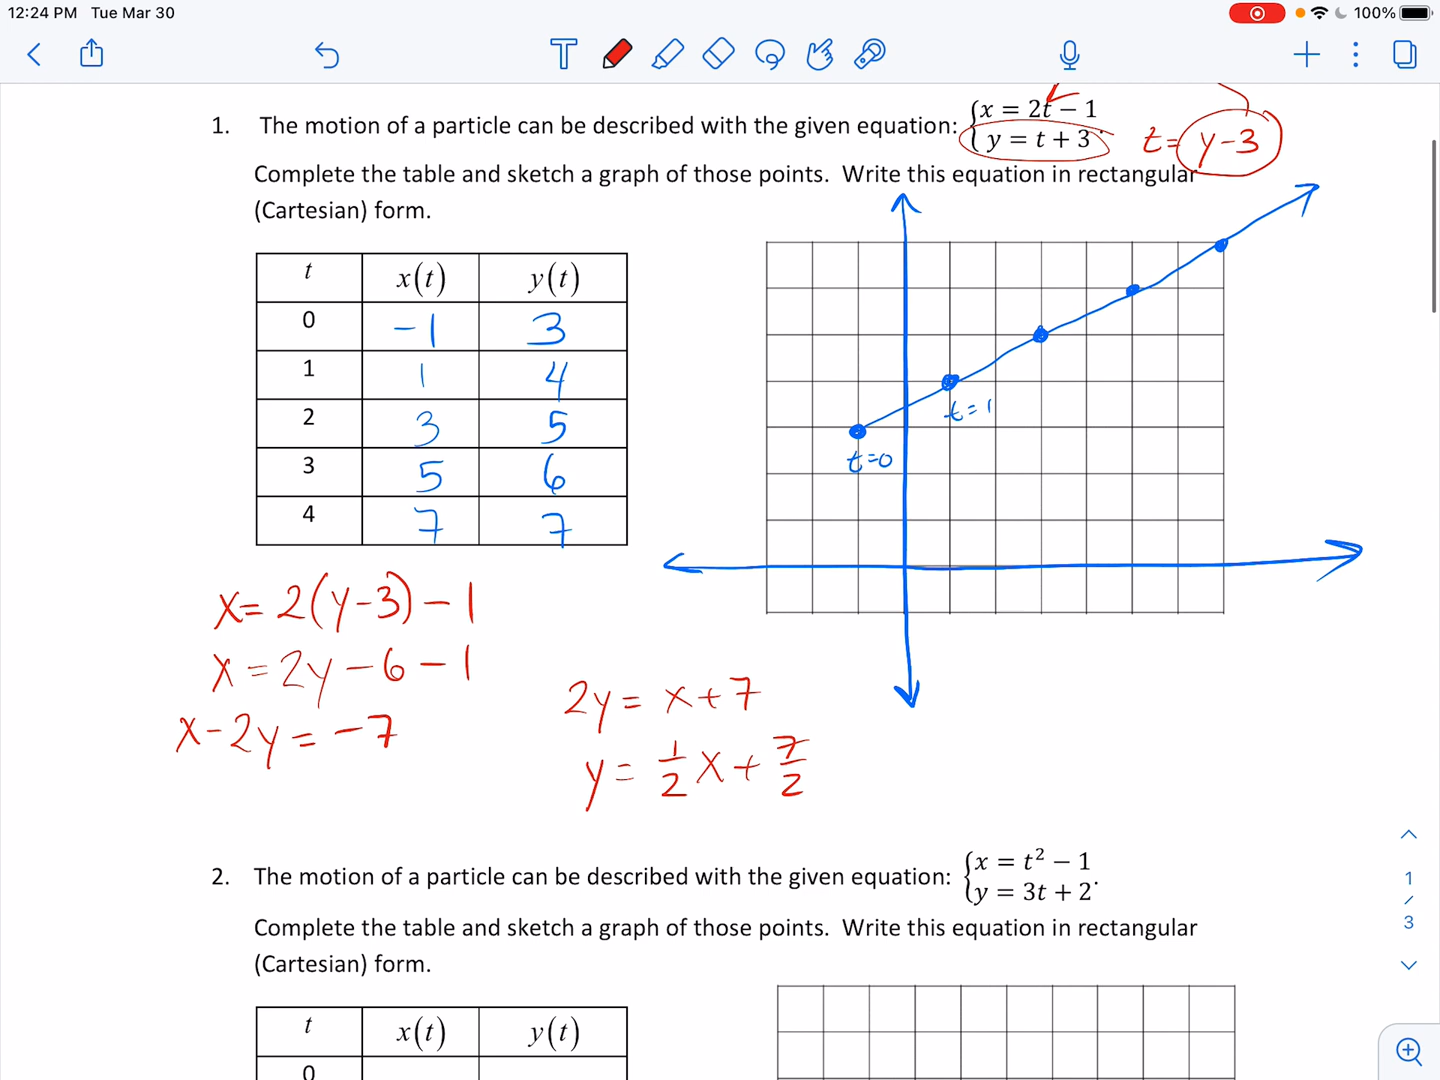 12:24 PM Tue Mar 30
100%
1. The motion of a particle can be described with the given equation: {x = 2t − 1
y = t + 3.
t = y-3
Complete the table and sketch a graph of those points. Write this equation in rectangular
(Cartesian) form.
t x(t) y(t)
0 -1 3
1 1 4
2 3 5
3 5 6
4 7 7
t=1
t=0
x= 2(y-3) - 1
x = 2y - 6 - 1
x - 2y = -7
2y = x + 7
y = 1/2 x + 7/2
2. The motion of a particle can be described with the given equation: {x = t² − 1
y = 3t + 2.
Complete the table and sketch a graph of those points. Write this equation in rectangular
(Cartesian) form.
t x(t) y(t)
0
1
/
3